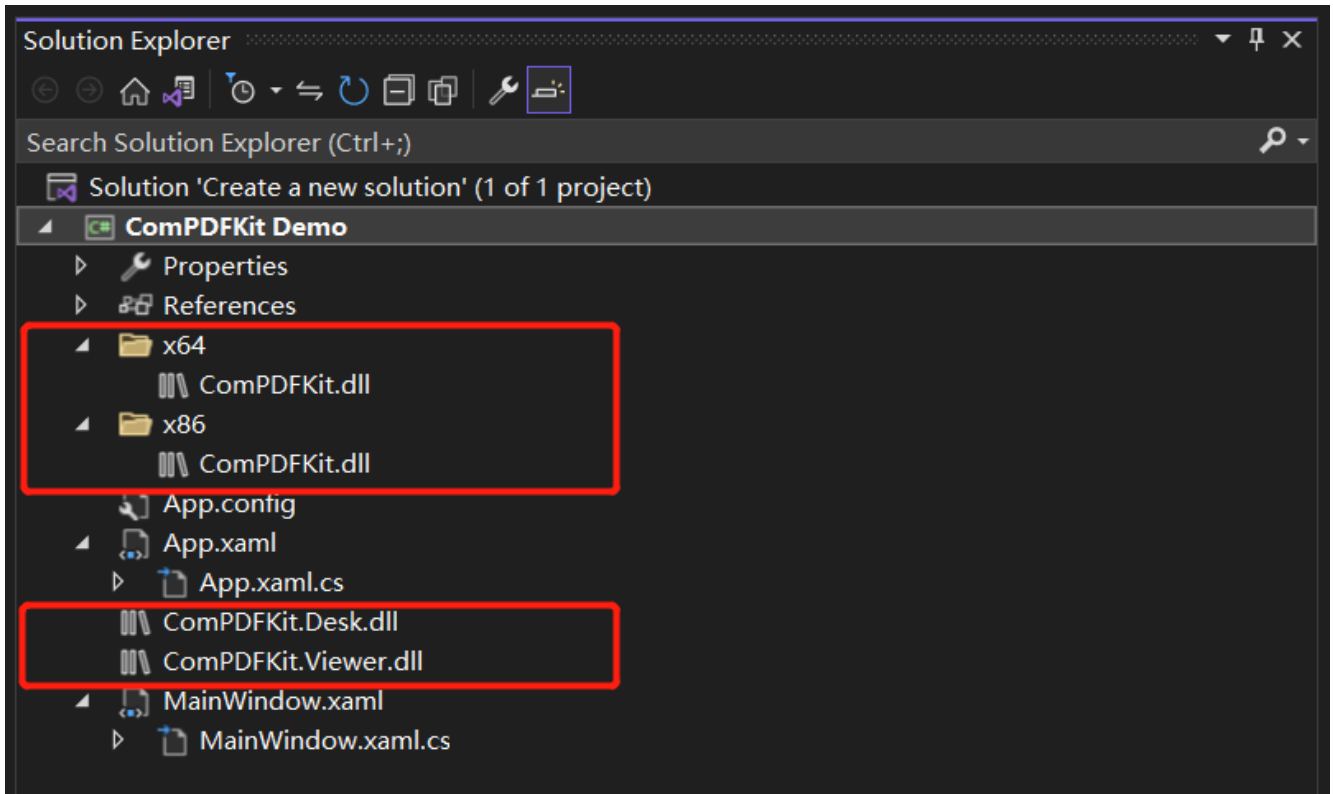 Solution Explorer
Search Solution Explorer (Ctrl+;)
Solution 'Create a new solution' (1 of 1 project)
C# ComPDFKit Demo
Properties
References
x64
ComPDFKit.dll
x86
ComPDFKit.dll
App.config
App.xaml
App.xaml.cs
ComPDFKit.Desk.dll
ComPDFKit.Viewer.dll
MainWindow.xaml
MainWindow.xaml.cs